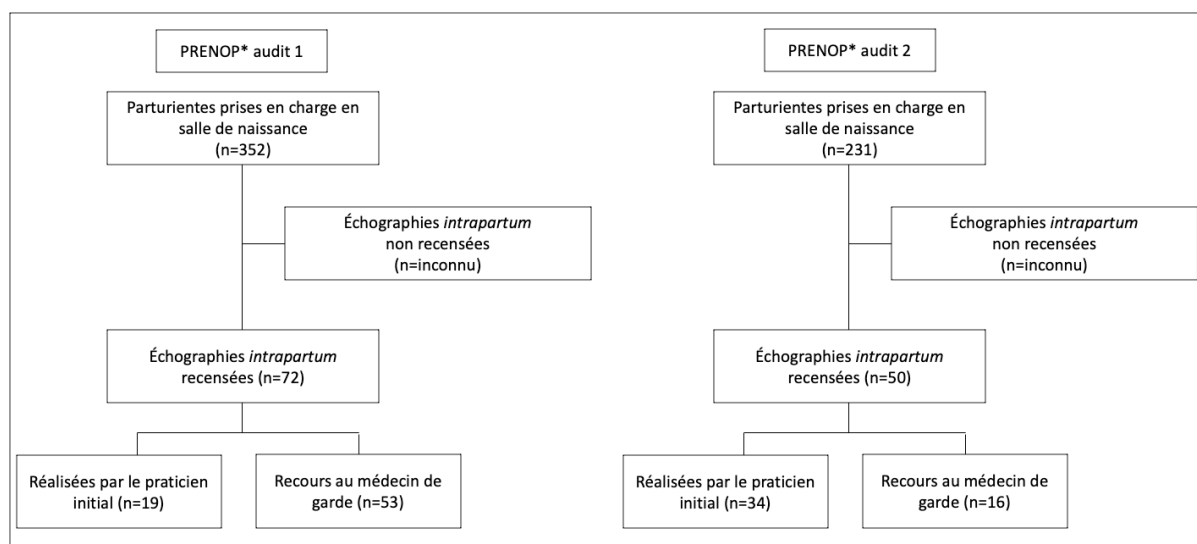 PRENOP* audit 1
Parturientes prises en charge en
salle de naissance
(n=352)
Échographies intrapartum
non recensées
(n=inconnu)
Échographies intrapartum
recensées (n=72)
Réalisées par le praticien
initial (n=19)
Recours au médecin de
garde (n=53)
PRENOP* audit 2
Parturientes prises en charge en
salle de naissance
(n=231)
Échographies intrapartum
non recensées
(n=inconnu)
Échographies intrapartum
recensées (n=50)
Réalisées par le praticien
initial (n=34)
Recours au médecin de
garde (n=16)